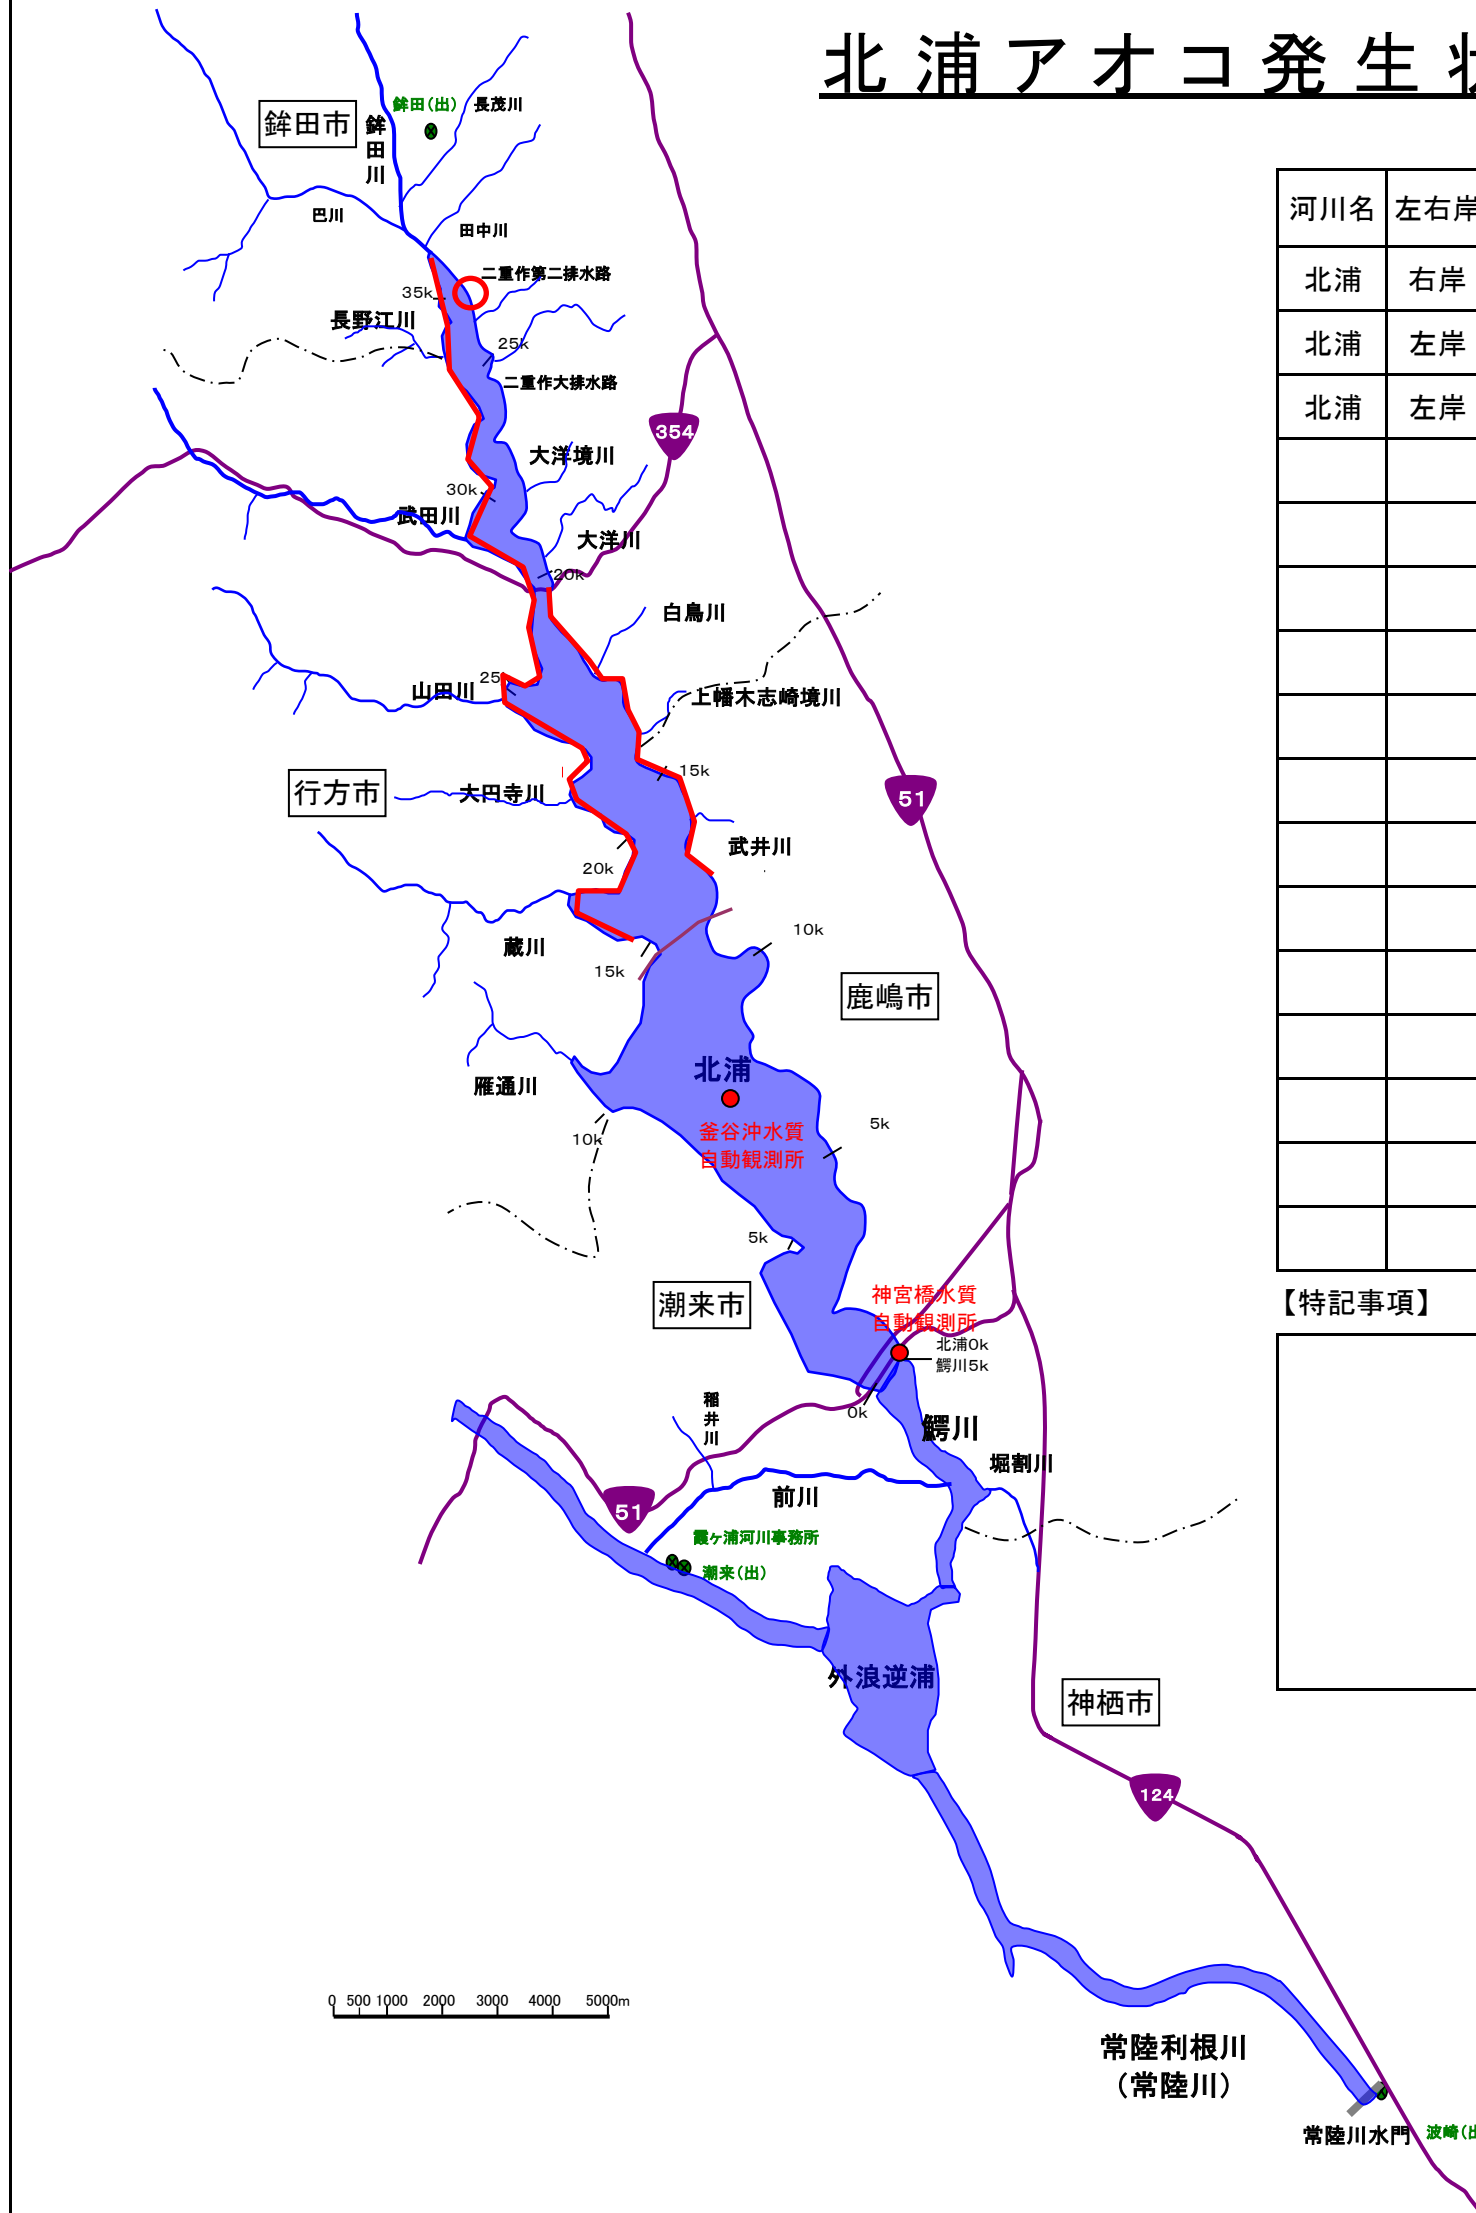 北浦アオコ発生
鉾田市
鉾田(出)
長茂川
鉾田川
巴川
田中川
二重作第二排水路
35k
長野江川
25k
二重作大排水路
354
大洋境川
30k
武田川
大洋川
20k
白鳥川
25
山田川
上幡木志崎境川
15k
行方市
大円寺川
51
武井川
20k
蔵川
10k
15k
鹿嶋市
北浦
雁通川
釜谷沖水質
自動観測所
5k
10k
5k
潮来市
神宮橋水質
自動観測所
北浦0k
鰐川5k
稲井川
0k
鰐川
堀割川
前川
51
霞ヶ浦河川事務所
潮来(出)
外浪逆浦
神栖市
124
0 500 1000 2000 3000 4000 5000m
常陸利根川
(常陸川)
常陸川水門
波崎(出
河川名 左右岸
北浦 右岸
北浦 左岸
北浦 左岸
【特記事項】